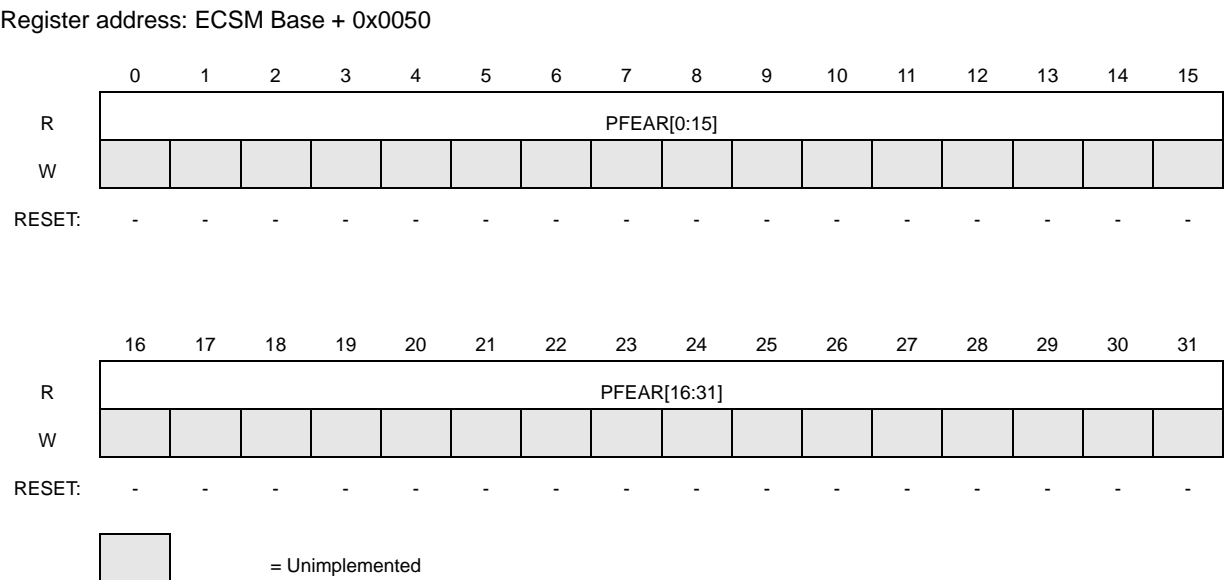 Register address: ECSM Base + 0x0050
0 1 2 3 4 5 6 7 8 9 10 11 12 13 14 15
R PFEAR[0:15]
W
RESET: - - - - - - - - - - - - - - - -
16 17 18 19 20 21 22 23 24 25 26 27 28 29 30 31
R PFEAR[16:31]
W
RESET: - - - - - - - - - - - - - - - -
= Unimplemented